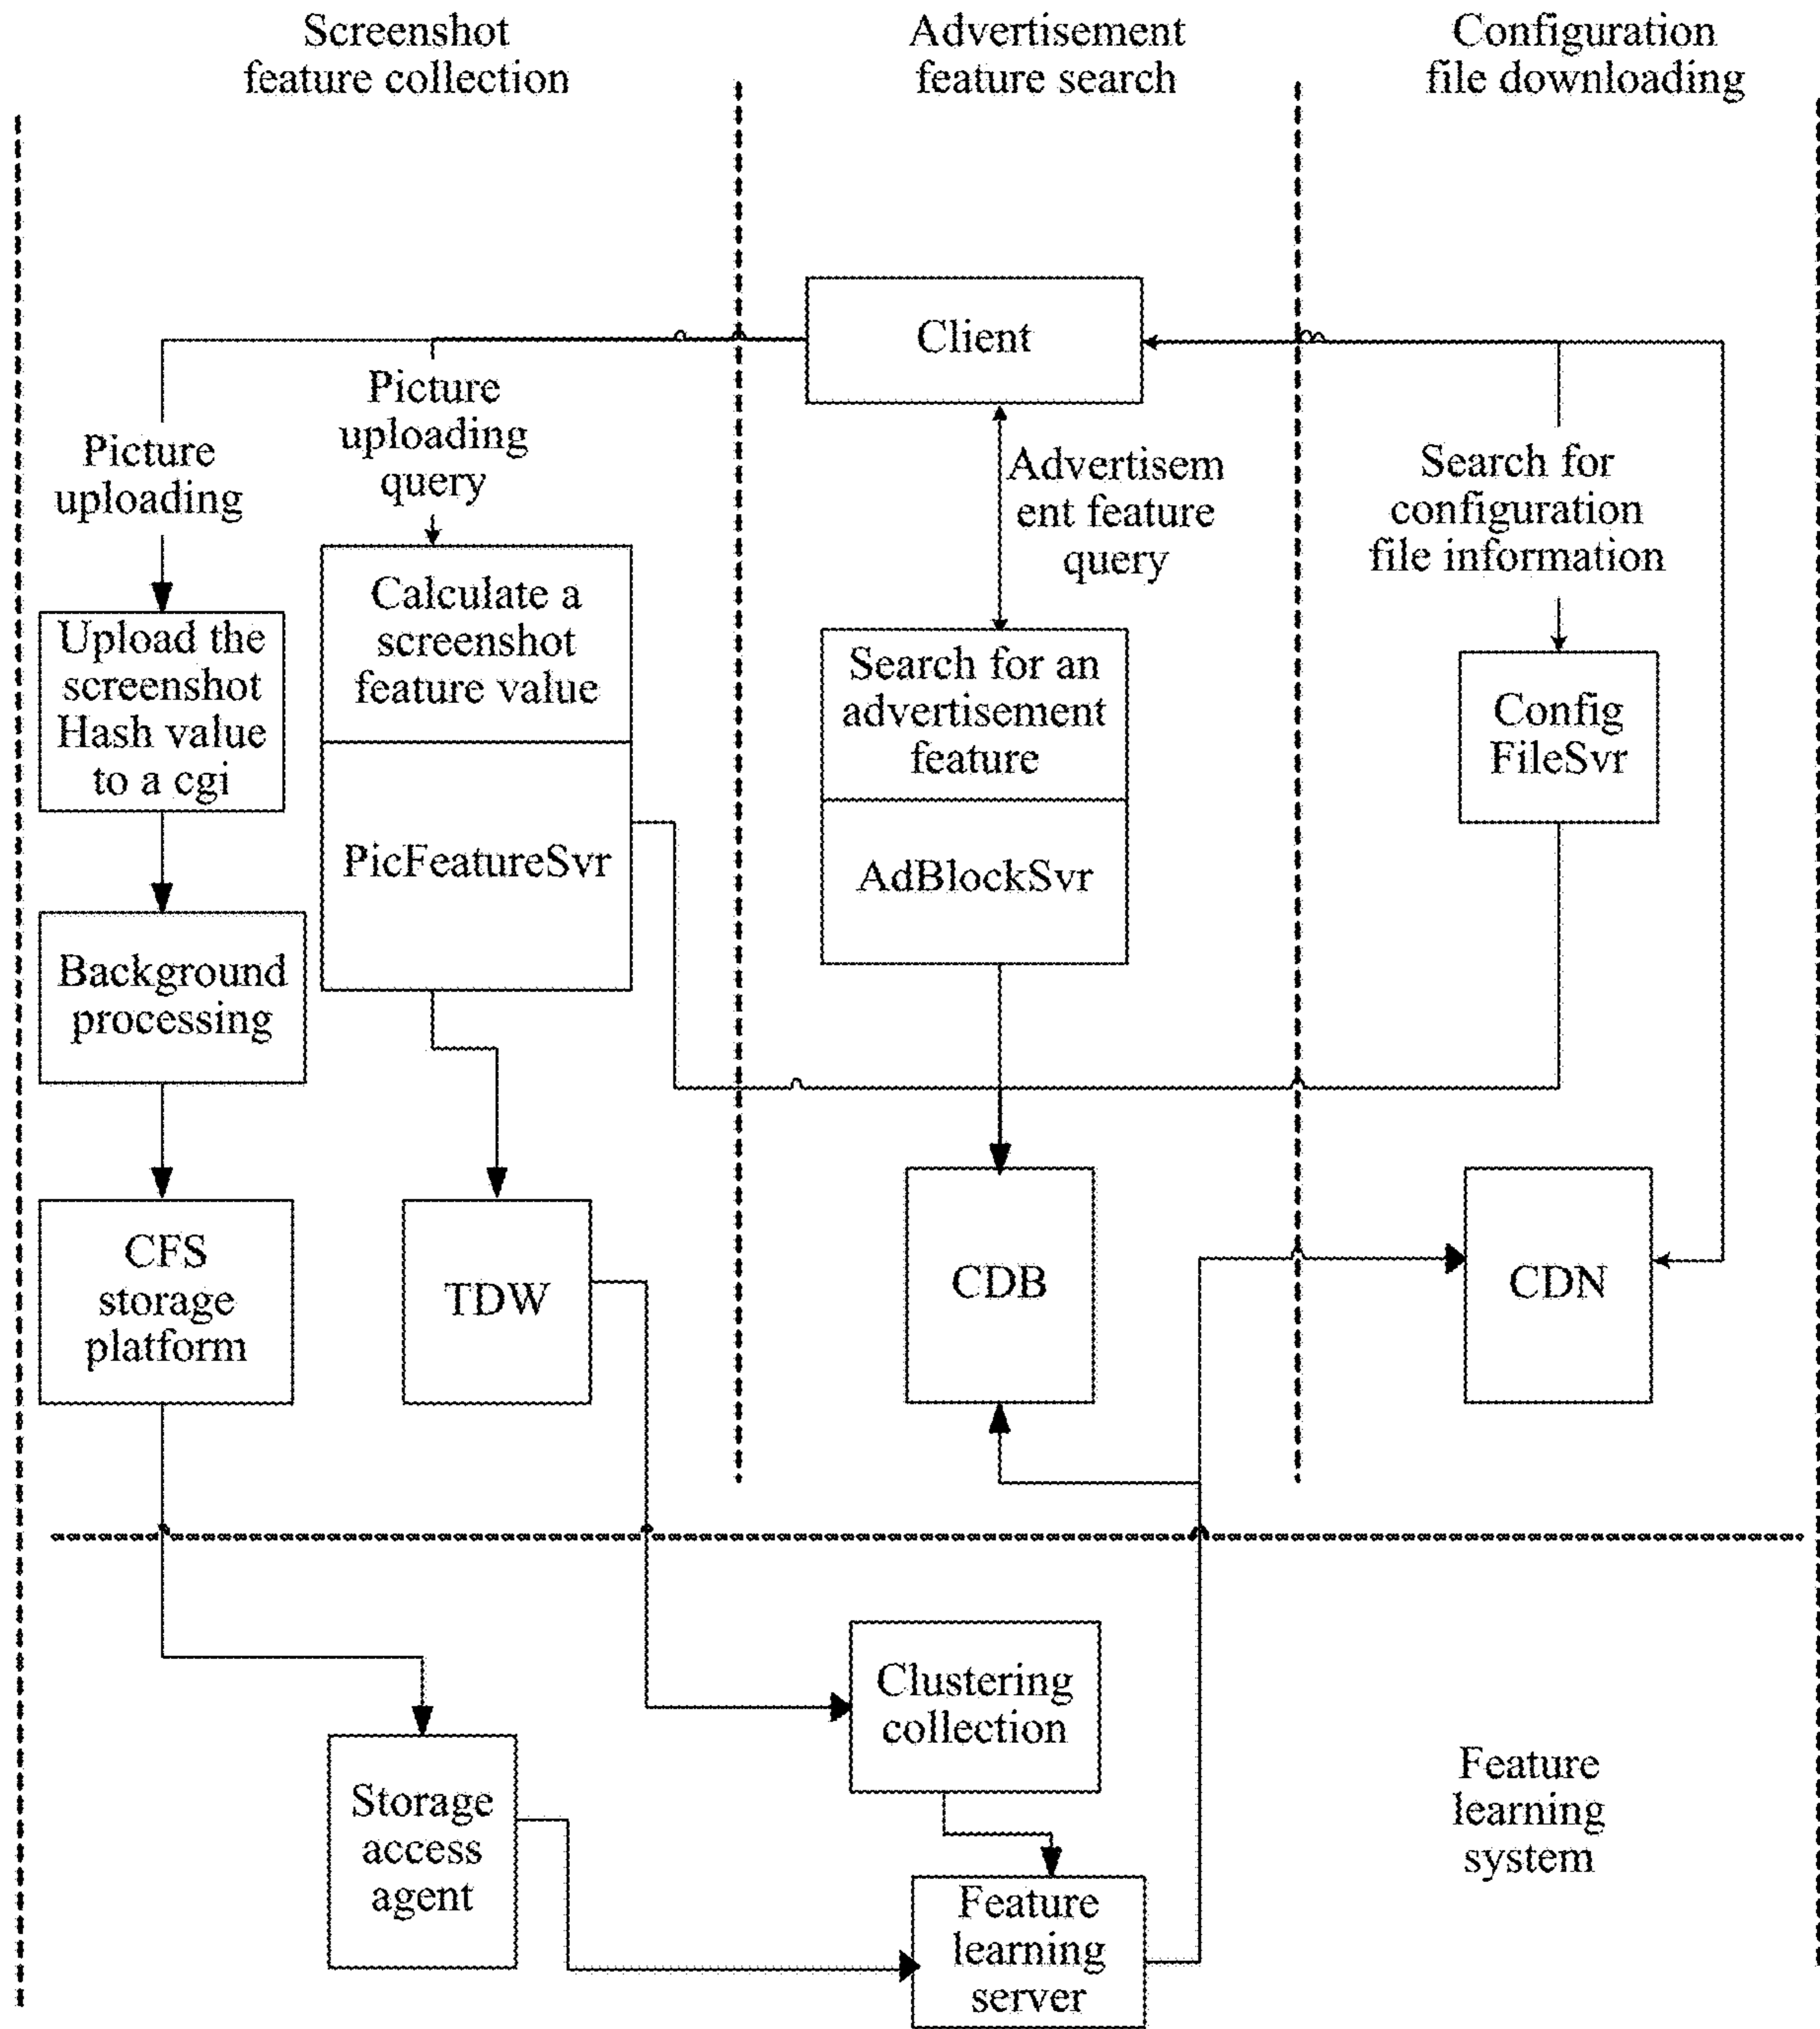 Screenshot
feature collection
Advertisement
feature search
Configuration
file downloading
Client
Picture
uploading
Picture
uploading
query
Advertisem
ent feature
query
Search for
configuration
file information
Upload the
screenshot
Hash value
to a cgi
Calculate a
screenshot
feature value
PicFeatureSvr
Search for an
advertisement
feature
AdBlockSvr
Config
FileSvr
Background
processing
CFS
storage
platform
TDW
CDB
CDN
Clustering
collection
Storage
access
agent
Feature
learning
server
Feature
learning
system